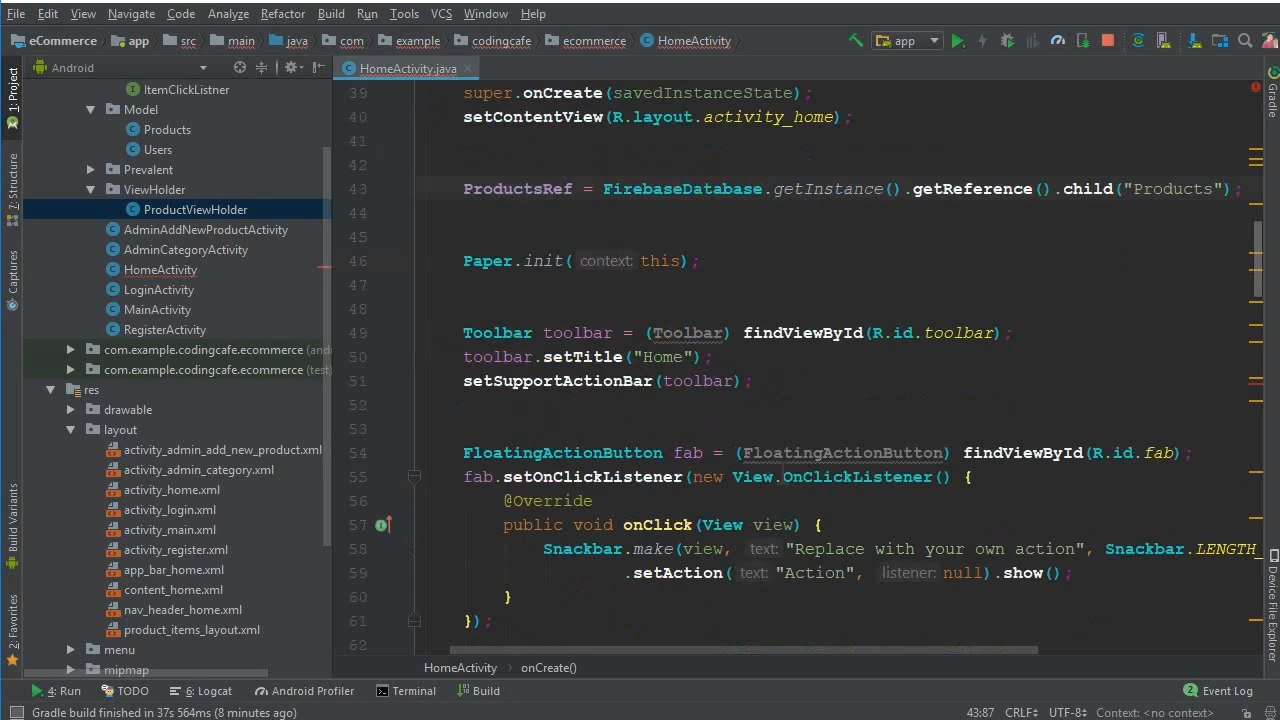 File Edit View Navigate Code Analyze Refactor Build Run Tools VCS Window Help
eCommerce app src main java com example codingcafe ecommerce HomeActivity app
Android HomeActivity.java
1: Project
7: Structure
Captures
Build Variants
2: Favorites
ItemClickListner
Model
Products
Users
Prevalent
ViewHolder
ProductViewHolder
AdminAddNewProductActivity
AdminCategoryActivity
HomeActivity
LoginActivity
MainActivity
RegisterActivity
com.example.codingcafe.ecommerce (and
com.example.codingcafe.ecommerce (test)
res
drawable
layout
activity_admin_add_new_product.xml
activity_admin_category.xml
activity_home.xml
activity_login.xml
activity_main.xml
activity_register.xml
app_bar_home.xml
content_home.xml
nav_header_home.xml
product_items_layout.xml
menu
mipmap
39 super.onCreate(savedInstanceState);
40 setContentView(R.layout.activity_home);
41
42
43 ProductsRef = FirebaseDatabase.getInstance().getReference().child("Products");
44
45
46 Paper.init( context: this);
47
48
49 Toolbar toolbar = (Toolbar) findViewById(R.id.toolbar);
50 toolbar.setTitle("Home");
51 setSupportActionBar(toolbar);
52
53
54 FloatingActionButton fab = (FloatingActionButton) findViewById(R.id.fab);
55 fab.setOnClickListener(new View.OnClickListener() {
56 @Override
57 public void onClick(View view) {
58 Snackbar.make(view, text: "Replace with your own action", Snackbar.LENGTH_
59 .setAction( text: "Action", listener: null).show();
60 }
61 });
62
Gradle
Device File Explorer
HomeActivity › onCreate()
4: Run TODO 6: Logcat Android Profiler Terminal Build 2 Event Log
Gradle build finished in 37s 564ms (8 minutes ago) 43:87 CRLF UTF-8 Context: <no context>